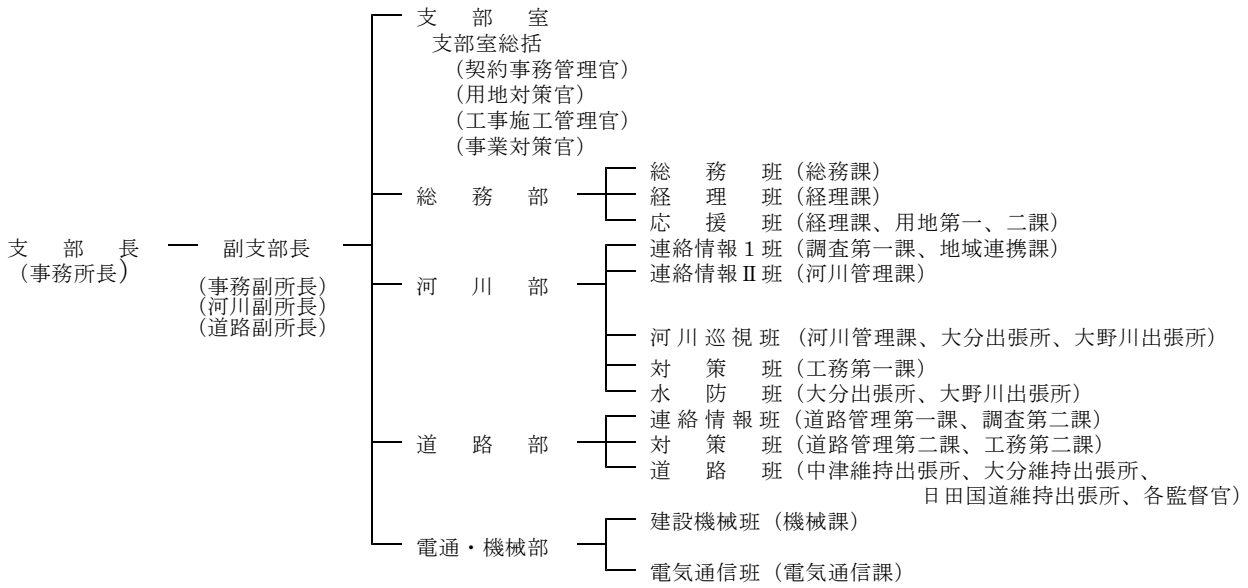 支部室
支部室総括
(契約事務管理官)
(用地対策官)
(工事施工管理官)
(事業対策官)
支部長
(事務所長)
副支部長
(事務副所長)
(河川副所長)
(道路副所長)
総務部
総務班(総務課)
経理班(経理課)
応援班(経理課、用地第一、二課)
河川部
連絡情報1班(調査第一課、地域連携課)
連絡情報Ⅱ班(河川管理課)
河川巡視班(河川管理課、大分出張所、大野川出張所)
対策班(工務第一課)
水防班(大分出張所、大野川出張所)
道路部
連絡情報班(道路管理第一課、調査第二課)
対策班(道路管理第二課、工務第二課)
道路班(中津維持出張所、大分維持出張所、
日田国道維持出張所、各監督官)
電通・機械部
建設機械班(機械課)
電気通信班(電気通信課)